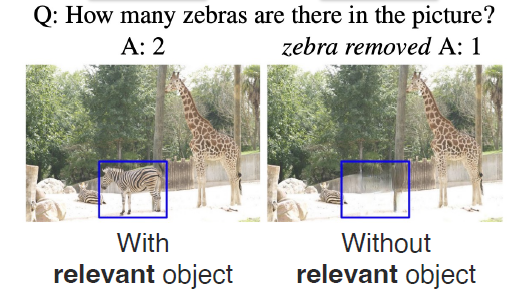 Q: How many zebras are there in the picture?
A: 2
zebra removed A: 1
With
relevant object
Without
relevant object